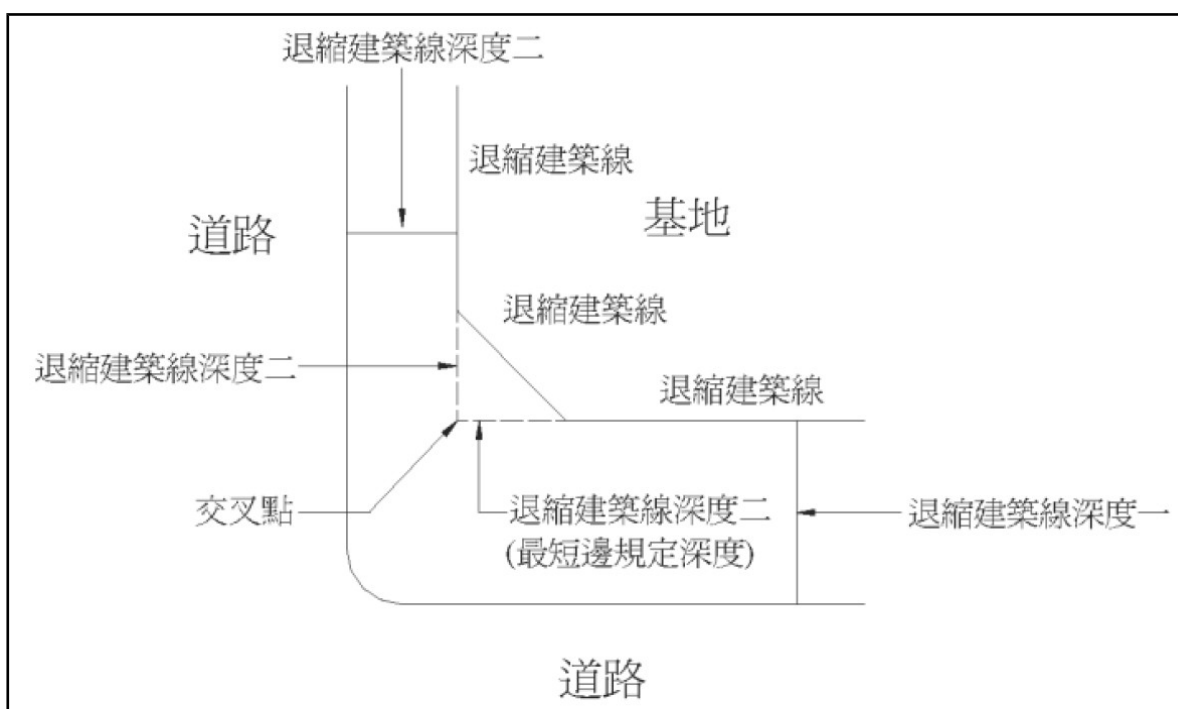 退縮建築線深度二
退縮建築線
道路
基地
退縮建築線
退縮建築線深度二
退縮建築線
交叉點
退縮建築線深度二
(最短邊規定深度)
退縮建築線深度一
道路